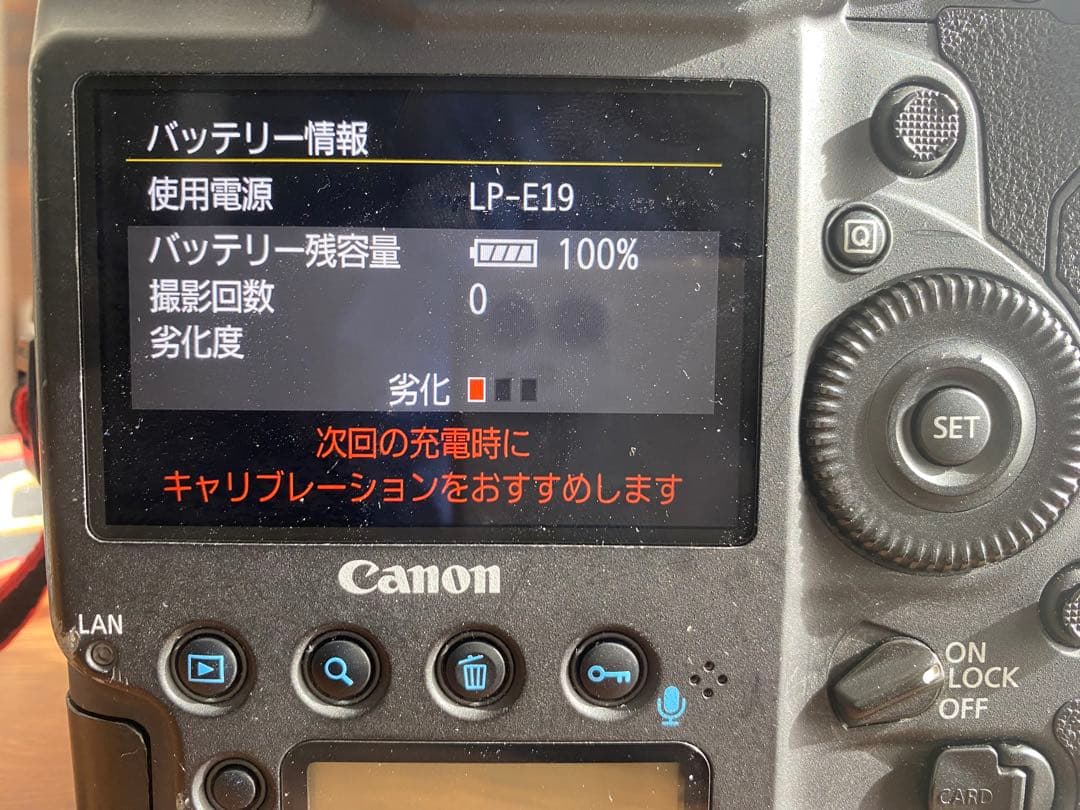 バッテリー情報
使用電源 LP-E19
バッテリー残容量 100%
撮影回数 0
劣化度
劣化
次回の充電時に
キャリブレーションをおすすめします
Canon
LAN
Q
SET
ON
LOCK
OFF
CARD